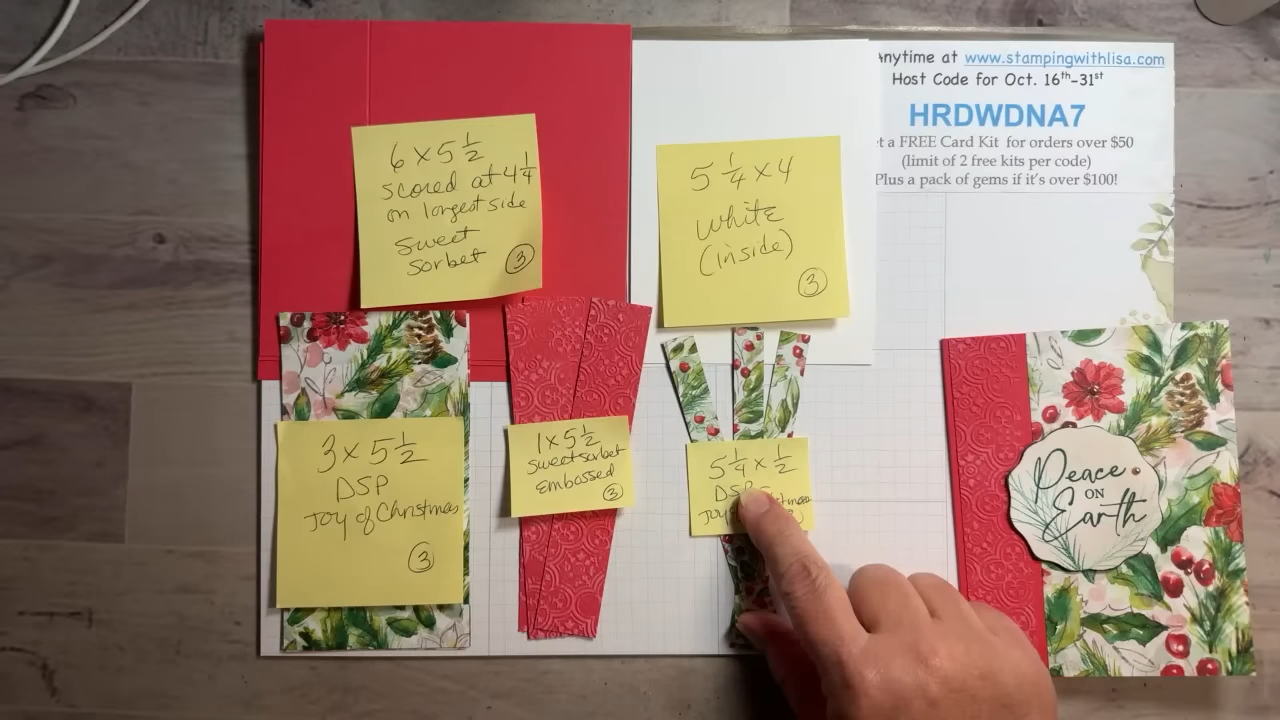 Anytime at www.stampingwithlisa.com
Host Code for Oct. 16th-31st
HRDWDNA7
t a FREE Card Kit for orders over $50
(limit of 2 free kits per code)
Plus a pack of gems if it's over $100!
6 x 5 1/2
scored at 4 1/4
on longest side
sweet
sorbet
3
5 1/4 x 4
white
(inside)
3
3 x 5 1/2
DSP
Joy of Christmas
3
1 x 5 1/2
sweet sorbet
Embossed
3
5 1/4 x 1/2
DSP
Joy
Peace
ON
Earth